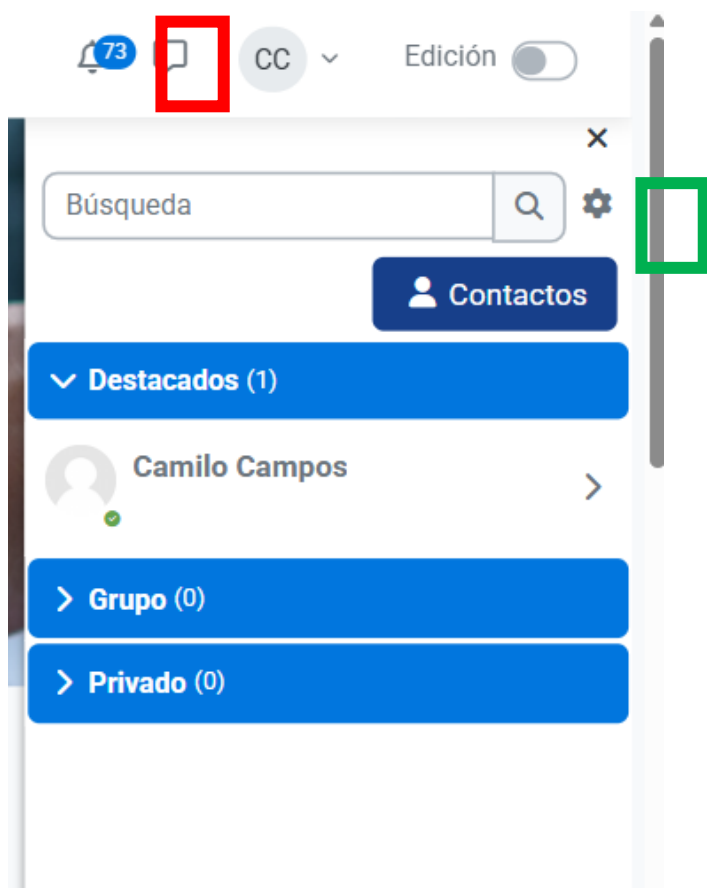 73
CC
Edición
Búsqueda
Contactos
Destacados (1)
Camilo Campos
Grupo (0)
Privado (0)